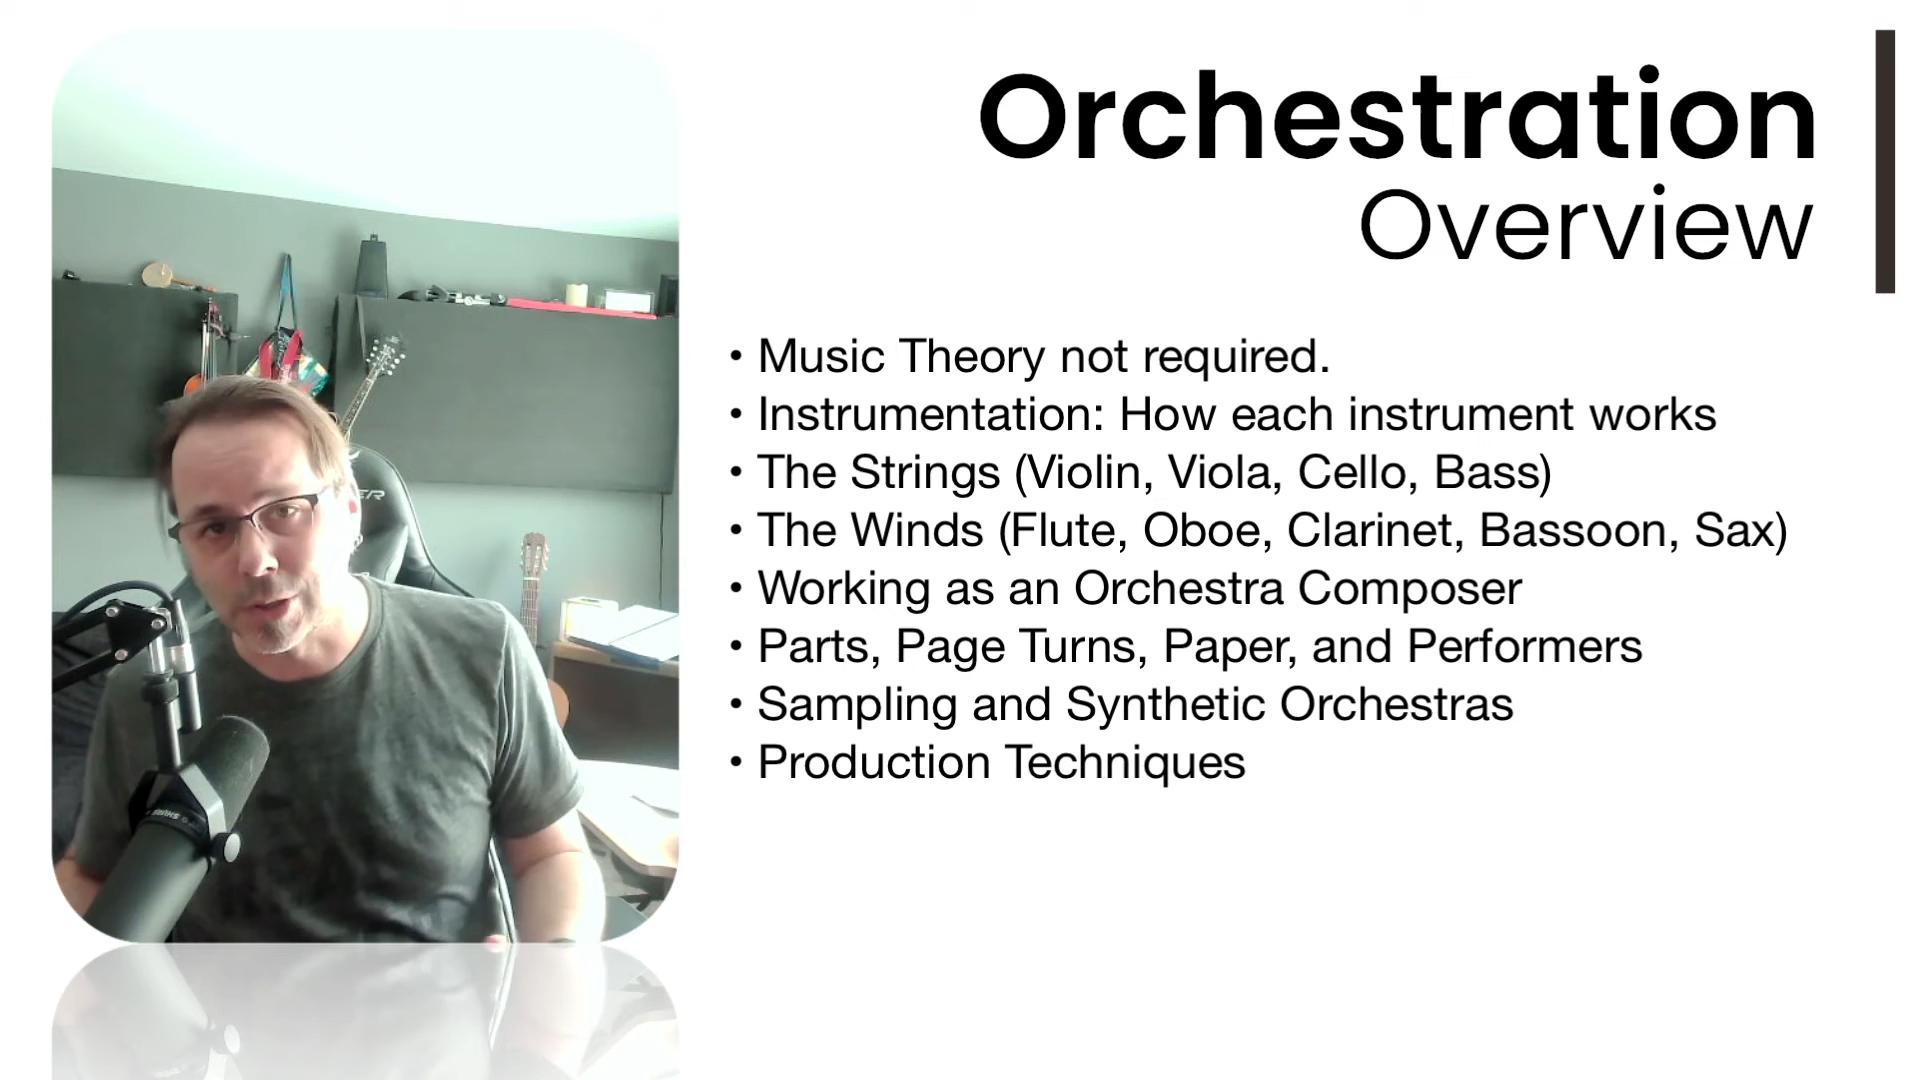 Orchestration
Overview
• Music Theory not required.
• Instrumentation: How each instrument works
• The Strings (Violin, Viola, Cello, Bass)
• The Winds (Flute, Oboe, Clarinet, Bassoon, Sax)
• Working as an Orchestra Composer
• Parts, Page Turns, Paper, and Performers
• Sampling and Synthetic Orchestras
• Production Techniques